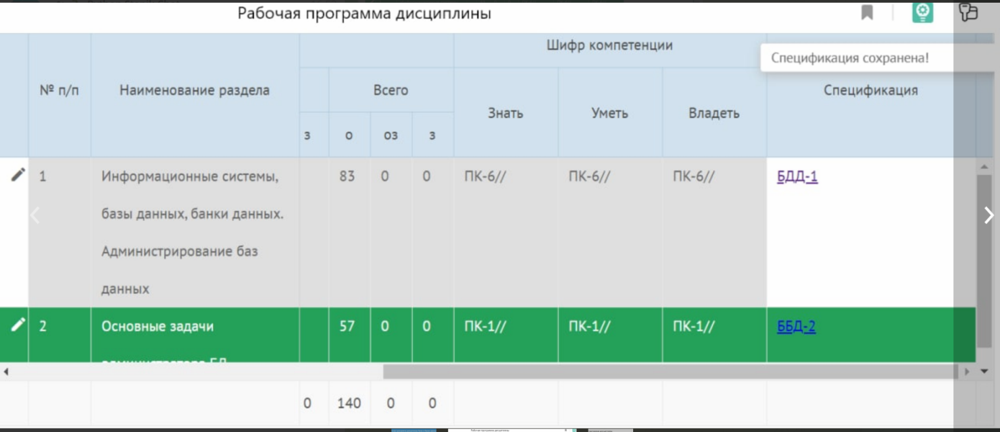 Рабочая программа дисциплины
Шифр компетенции
Спецификация сохранена!
№ п/п
Наименование раздела
Всего
Знать
Уметь
Владеть
Спецификация
з
о
оз
з
1
Информационные системы,
базы данных, банки данных.
Администрирование баз
данных
83
0
0
ПК-6//
ПК-6//
ПК-6//
БДД-1
2
Основные задачи
57
0
0
ПК-1//
ПК-1//
ПК-1//
ББД-2
0
140
0
0